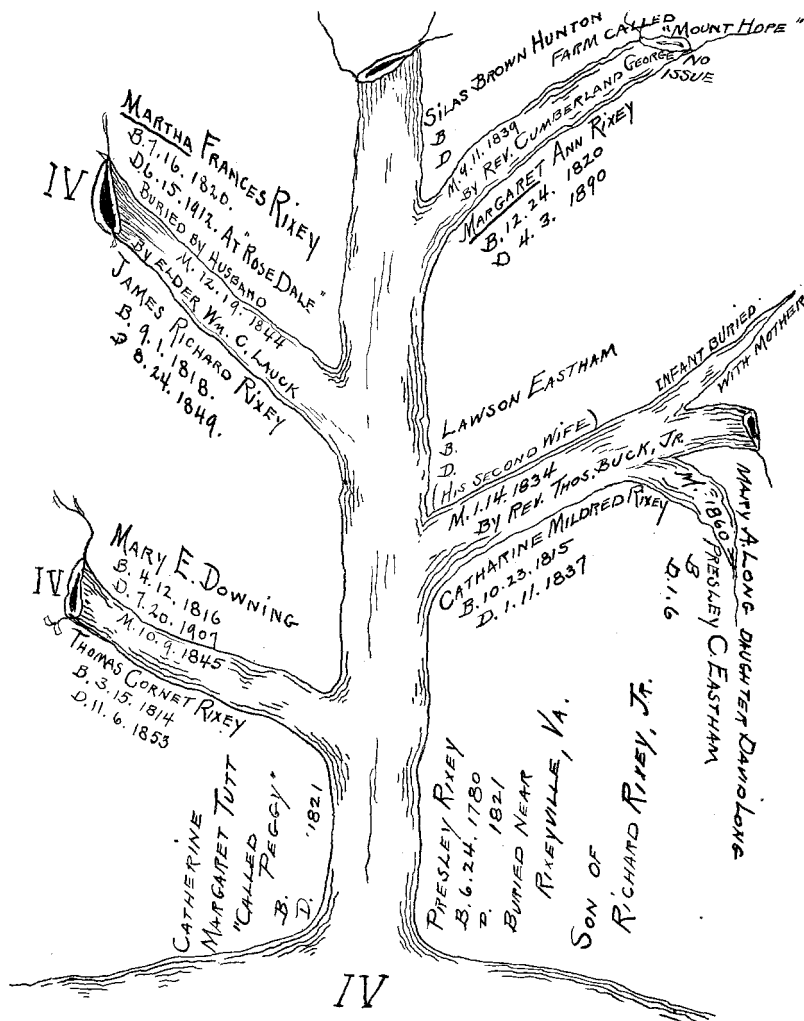 SILAS BROWN HUNTON
B
D
FARM CALLED
"MOUNT HOPE"
NO
ISSUE
M. 9. 11. 1839
BY REV. CUMBERLAND GEORGE
MARGARET ANN RIXEY
B. 12. 24. 1820
D 4. 3. 1890
IV
MARTHA FRANCES RIXEY
B. 7. 16. 1820.
D. 6. 15. 1912. AT "ROSE DALE"
BURIED BY HUSBAND
M. 12. 19. 1844
BY ELDER WM. C. LAUCK
JAMES RICHARD RIXEY
B. 9. 1. 1818.
D 8. 24. 1849.
LAWSON EASTHAM
B.
D.
(HIS SECOND WIFE)
M. 1. 14. 1834
BY REV. THOS. BUCK, JR.
CATHARINE MILDRED RIXEY
B. 10. 23. 1815
D. 1. 11. 1837
INFANT BURIED
WITH MOTHER
M. - 1860
PRESLEY C. EASTHAM
B
D. 1. 6
MARY A. LONG DAUGHTER DAVID LONG
IV
MARY E. DOWNING
B. 4. 12. 1816
D. 7. 20. 1907
M. 10. 9. 1845
THOMAS CORNET RIXEY
B. 3. 15. 1814
D. 11. 6. 1853
CATHERINE
MARGARET TUTT
"CALLED
PEGGY"
B.
D. 1821
PRESLEY RIXEY
B. 6. 24. 1780
D. 1821
BURIED NEAR
RIXEYVILLE, VA.
SON OF
RICHARD RIXEY, JR.
IV